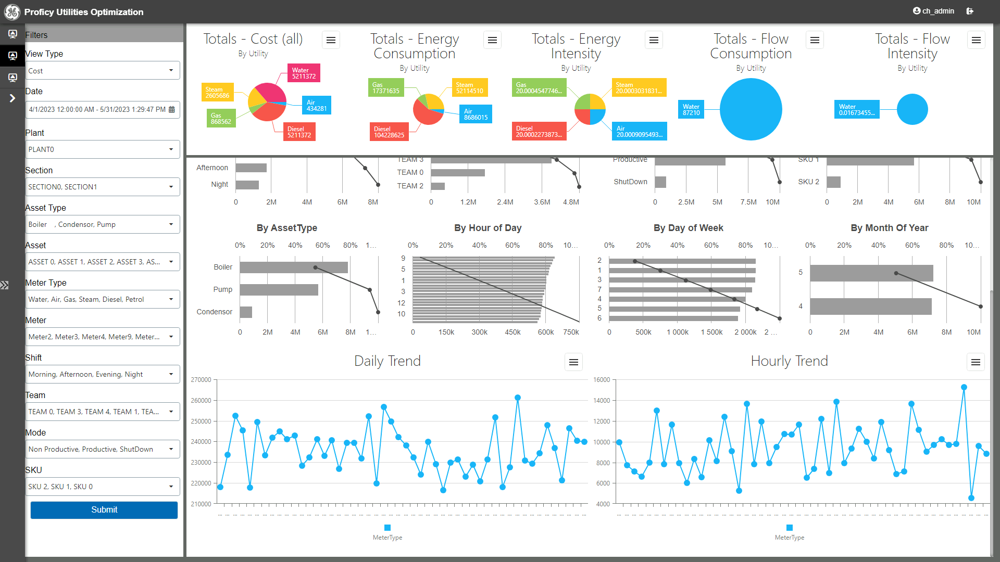 Proficy Utilities Optimization
ch_admin
Filters
View Type
Cost
Date
4/1/2023 12:00:00 AM - 5/31/2023 1:29:47 PM
Plant
PLANT0
Section
SECTION0, SECTION1
Asset Type
Boiler , Condensor, Pump
Asset
ASSET 0, ASSET 1, ASSET 2, ASSET 3, AS...
Meter Type
Water, Air, Gas, Steam, Diesel, Petrol
Meter
Meter2, Meter3, Meter4, Meter9, Meter...
Shift
Morning, Afternoon, Evening, Night
Team
TEAM 0, TEAM 3, TEAM 4, TEAM 1, TEA...
Mode
Non Productive, Productive, ShutDown
SKU
SKU 2, SKU 1, SKU 0
Submit
Totals - Cost (all)
By Utility
Water
5211372
Steam
2605686
Air
434281
Gas
868562
Diesel
5211372
Totals - Energy
Consumption
By Utility
Gas
17371635
Steam
52114510
Air
8686015
Diesel
104228625
Totals - Energy
Intensity
By Utility
Gas
20.0004547746...
Steam
20.0003031831...
Diesel
20.0002273873...
Air
20.0009095493...
Totals - Flow
Consumption
By Utility
Water
87210
Totals - Flow
Intensity
By Utility
Water
0.01673455...
Afternoon
Night
0 2M 4M 6M 8M
TEAM 3
TEAM 0
TEAM 2
0 1.2M 2.4M 3.6M 4.8M
Productive
ShutDown
0 2.5M 5M 7.5M 10M
SKU 1
SKU 2
0 2M 4M 6M 8M 10M
By AssetType
0% 20% 40% 60% 80% 1...
Boiler
Pump
Condensor
0 2M 4M 6M 8M 1...
By Hour of Day
0% 20% 40% 60% 80% 10...
9
5
1
3
12
10
0 150k 300k 450k 600k 750k
By Day of Week
0% 20% 40% 60% 80% 10...
2
1
3
7
4
5
6
0 500k 1 000k 1 500k 2 000k 2 ...
By Month Of Year
0% 20% 40% 60% 80% 10...
5
4
0 2M 4M 6M 8M 10M
Daily Trend
270000
260000
250000
240000
230000
220000
210000
MeterType
Hourly Trend
16000
14000
12000
10000
8000
6000
4000
MeterType